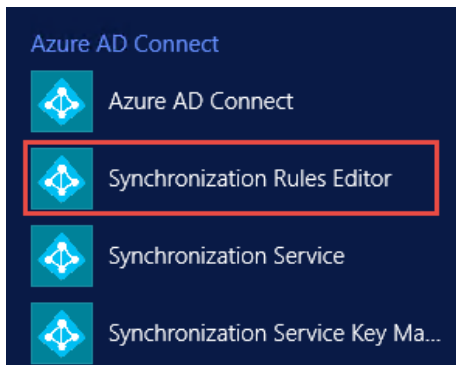 Azure AD Connect
Azure AD Connect
Synchronization Rules Editor
Synchronization Service
Synchronization Service Key Ma...